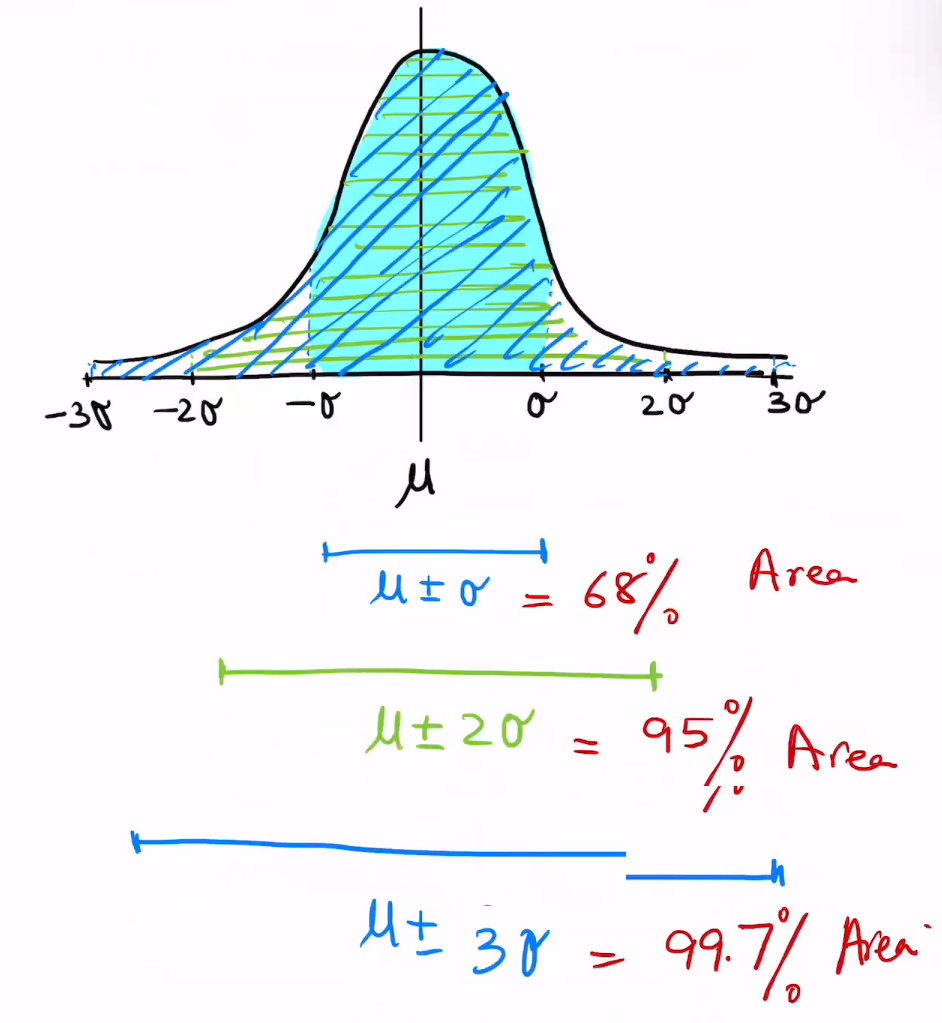 -3σ -2σ -σ σ 2σ 3σ
μ
μ ± σ = 68% Area
μ ± 2σ = 95% Area
μ ± 3σ = 99.7% Area